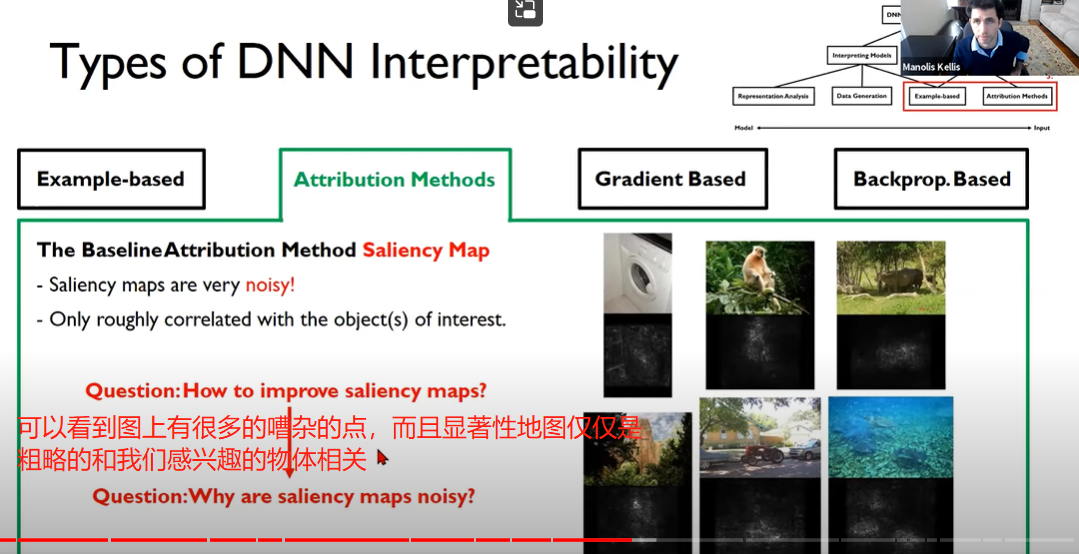 Types of DNN Interpretability
Interpreting Models
Manolis Kellis
Representation Analysis
Data Generation
Example-based
Attribution Methods
Model
Input
Example-based
Attribution Methods
Gradient Based
Backprop. Based
The Baseline Attribution Method Saliency Map
- Saliency maps are very noisy!
- Only roughly correlated with the object(s) of interest.
Question: How to improve saliency maps?
可以看到图上有很多的嘈杂的点，而且显著性地图仅仅是
粗略的和我们感兴趣的物体相关
Question: Why are saliency maps noisy?